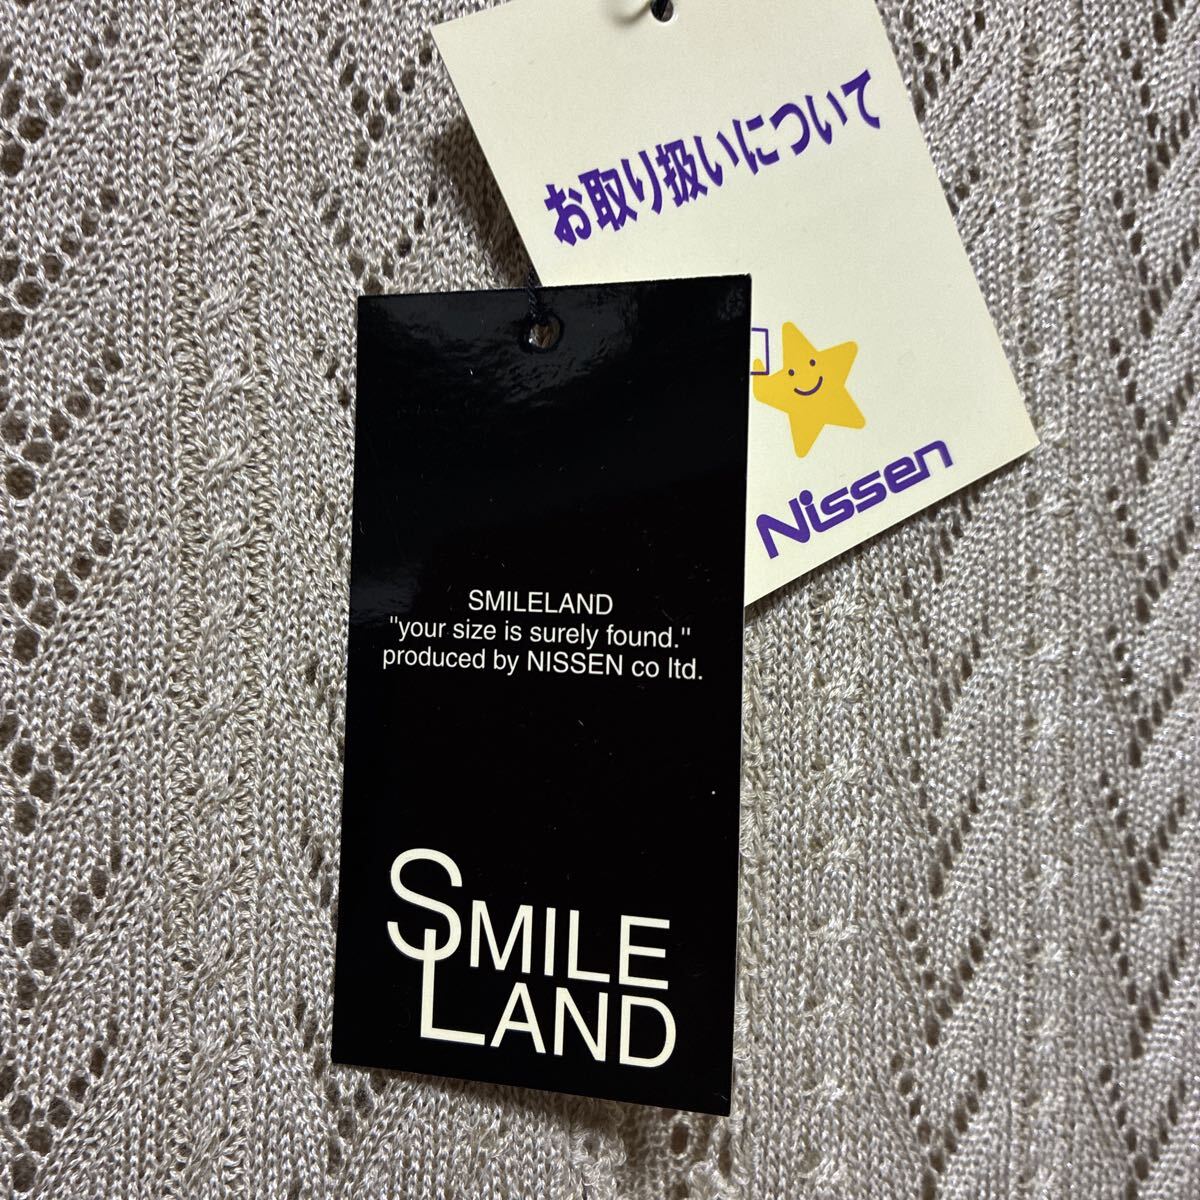 お取り扱いについて
Nissen
SMILELAND
"your size is surely found."
produced by NISSEN co ltd.
SMILE
LAND